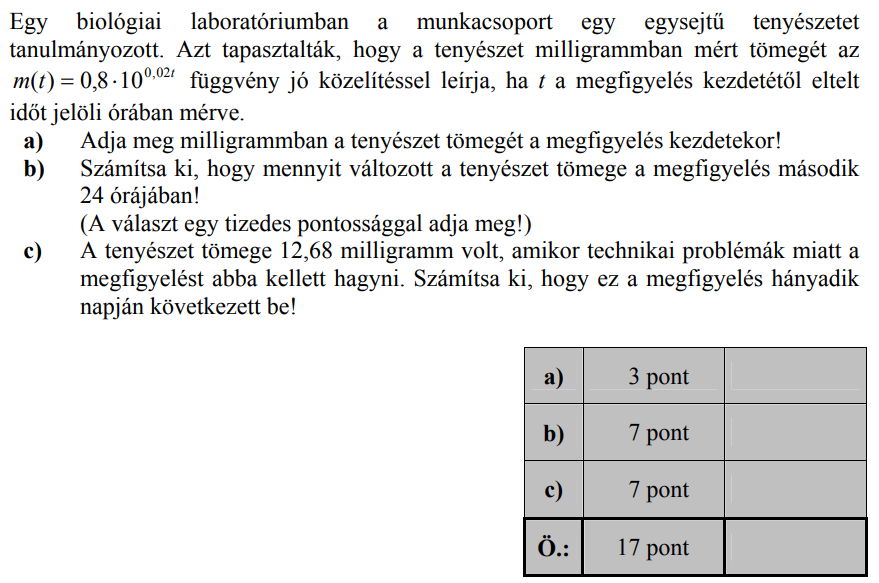 Egy biológiai laboratóriumban a munkacsoport egy egysejtű tenyészetet
tanulmányozott. Azt tapasztalták, hogy a tenyészet milligrammban mért tömegét az
m(t) = 0,8·10^{0,02t} függvény jó közelítéssel leírja, ha t a megfigyelés kezdetétől eltelt
időt jelöli órában mérve.
a) Adja meg milligrammban a tenyészet tömegét a megfigyelés kezdetekor!
b) Számítsa ki, hogy mennyit változott a tenyészet tömege a megfigyelés második
24 órájában!
(A választ egy tizedes pontossággal adja meg!)
c) A tenyészet tömege 12,68 milligramm volt, amikor technikai problémák miatt a
megfigyelést abba kellett hagyni. Számítsa ki, hogy ez a megfigyelés hányadik
napján következett be!
a) 3 pont
b) 7 pont
c) 7 pont
Ö.: 17 pont